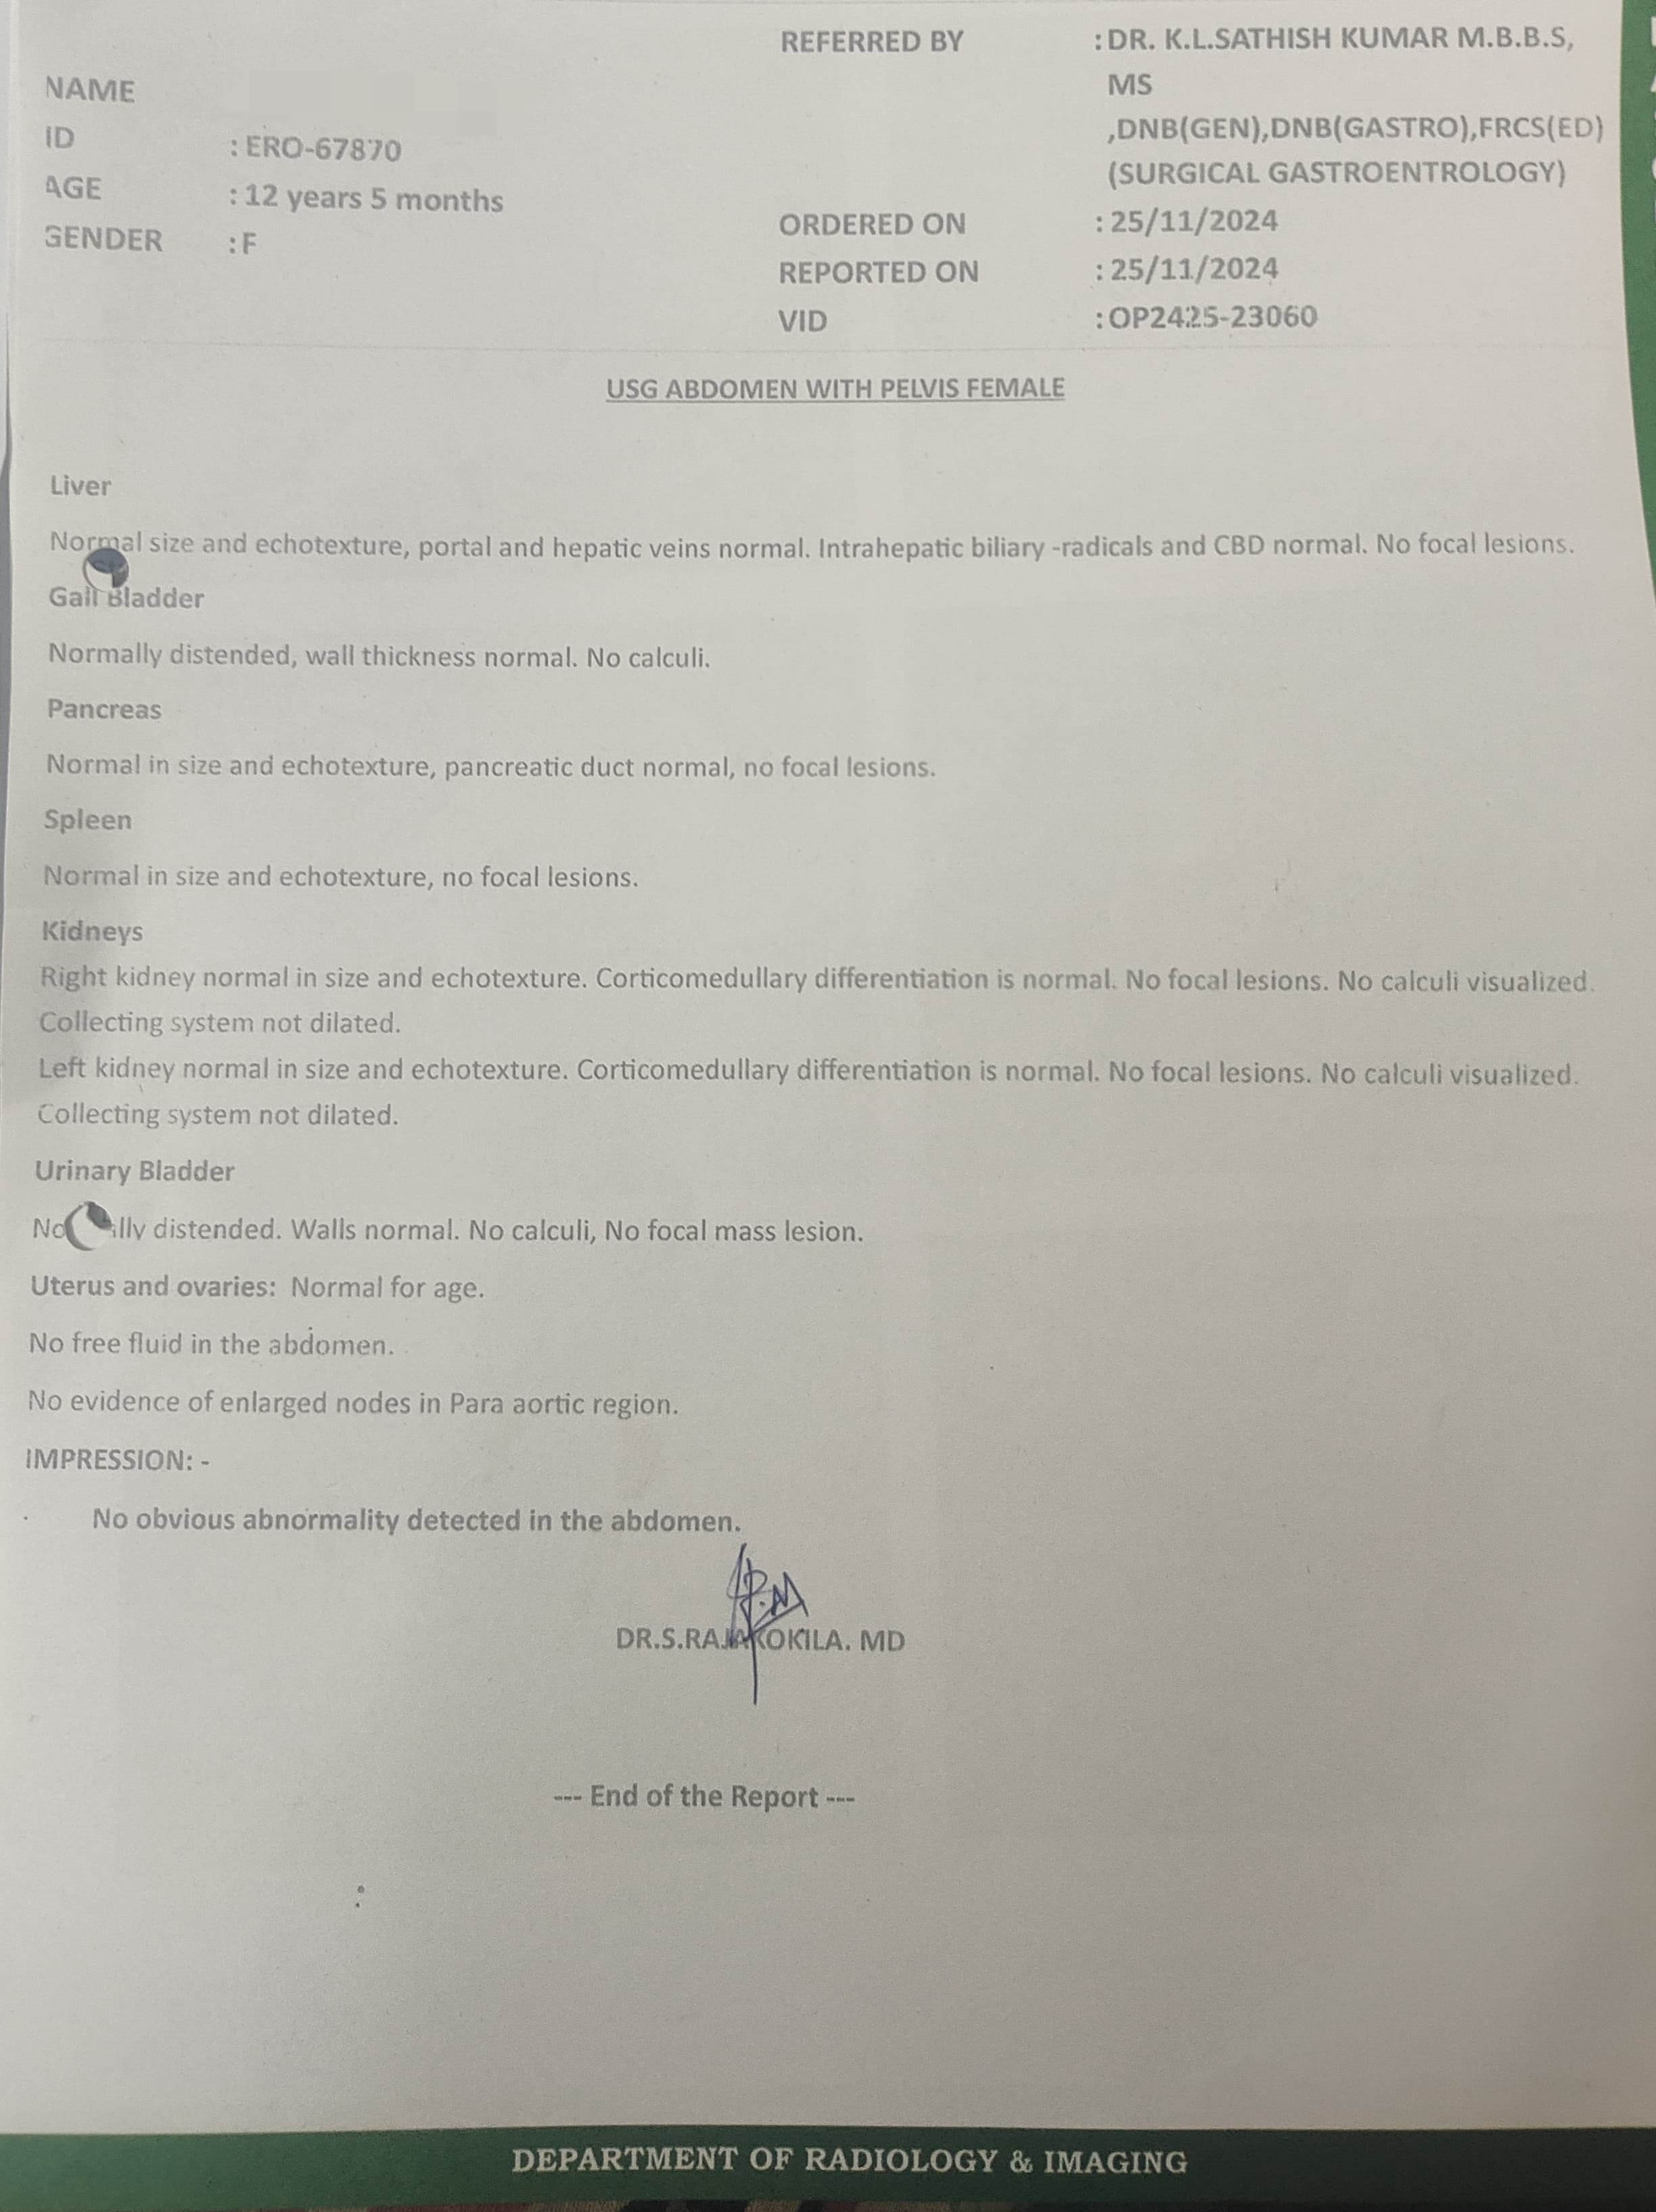 REFERRED BY : DR. K.L.SATHISH KUMAR M.B.B.S,
MS
,DNB(GEN),DNB(GASTRO),FRCS(ED)
(SURGICAL GASTROENTROLOGY)
NAME
ID : ERO-67870
AGE : 12 years 5 months
GENDER : F
ORDERED ON : 25/11/2024
REPORTED ON : 25/11/2024
VID : OP2425-23060
USG ABDOMEN WITH PELVIS FEMALE
Liver
Normal size and echotexture, portal and hepatic veins normal. Intrahepatic biliary -radicals and CBD normal. No focal lesions.
Gall Bladder
Normally distended, wall thickness normal. No calculi.
Pancreas
Normal in size and echotexture, pancreatic duct normal, no focal lesions.
Spleen
Normal in size and echotexture, no focal lesions.
Kidneys
Right kidney normal in size and echotexture. Corticomedullary differentiation is normal. No focal lesions. No calculi visualized.
Collecting system not dilated.
Left kidney normal in size and echotexture. Corticomedullary differentiation is normal. No focal lesions. No calculi visualized.
Collecting system not dilated.
Urinary Bladder
distended. Walls normal. No calculi, No focal mass lesion.
Uterus and ovaries: Normal for age.
No free fluid in the abdomen.
No evidence of enlarged nodes in Para aortic region.
IMPRESSION: -
No obvious abnormality detected in the abdomen.
MD
--- End of the Report ---
DEPARTMENT OF RADIOLOGY & IMAGING